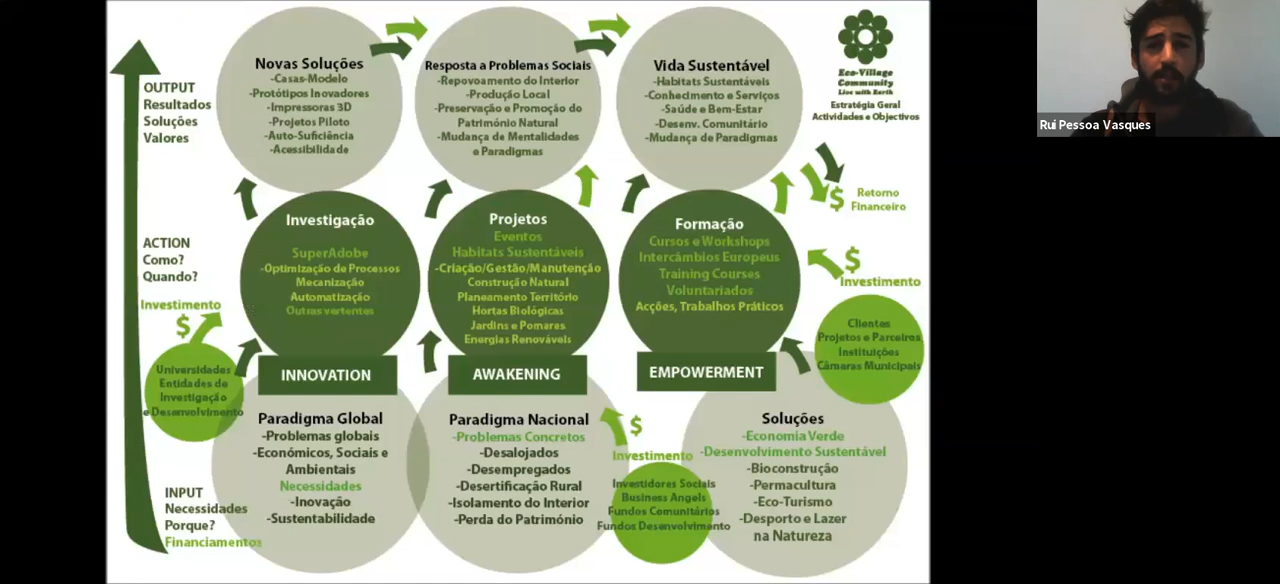 Novas Soluções
-Casas-Modelo
-Protótipos Inovadores
-Impressoras 3D
-Projetos Piloto
-Auto-Suficiência
-Acessibilidade
Resposta a Problemas Sociais
-Repovoamento do Interior
-Produção Local
-Preservação e Promoção do
Património Natural
-Mudança de Mentalidades
e Paradigmas
Vida Sustentável
-Habitats Sustentáveis
-Conhecimento e Serviços
-Saúde e Bem-Estar
-Desenv. Comunitário
-Mudança de Paradigmas
Eco-Village
Community
Live with Earth
Estratégia Geral
Actividades e Objectivos
Rui Pessoa Vasques
OUTPUT
Resultados
Soluções
Valores
$ Retorno
Financeiro
ACTION
Como?
Quando?
Investigação
SuperAdobe
-Optimização de Processos
Mecanização
Automatização
Outras vertentes
Projetos
Eventos
Habitats Sustentáveis
-Criação/Gestão/Manutenção
Construção Natural
Planeamento Território
Hortas Biológicas
Jardins e Pomares
Energias Renováveis
Formação
Cursos e Workshops
Intercâmbios Europeus
Training Courses
Voluntariados
Acções, Trabalhos Práticos
$
Investimento
Investimento
$
Universidades
Entidades de
Investigação
e Desenvolvimento
Clientes
Projetos e Parceiros
Instituições
Câmaras Municipais
INNOVATION
AWAKENING
EMPOWERMENT
Paradigma Global
-Problemas globais
-Económicos, Sociais e
Ambientais
Necessidades
-Inovação
-Sustentabilidade
Paradigma Nacional
-Problemas Concretos
-Desalojados
-Desempregados
-Desertificação Rural
-Isolamento do Interior
-Perda do Património
$
Investimento
Investidores Sociais
Business Angels
Fundos Comunitários
Fundos Desenvolvimento
Soluções
-Economia Verde
-Desenvolvimento Sustentável
-Bioconstrução
-Permacultura
-Eco-Turismo
-Desporto e Lazer
na Natureza
INPUT
Necessidades
Porque?
Financiamentos